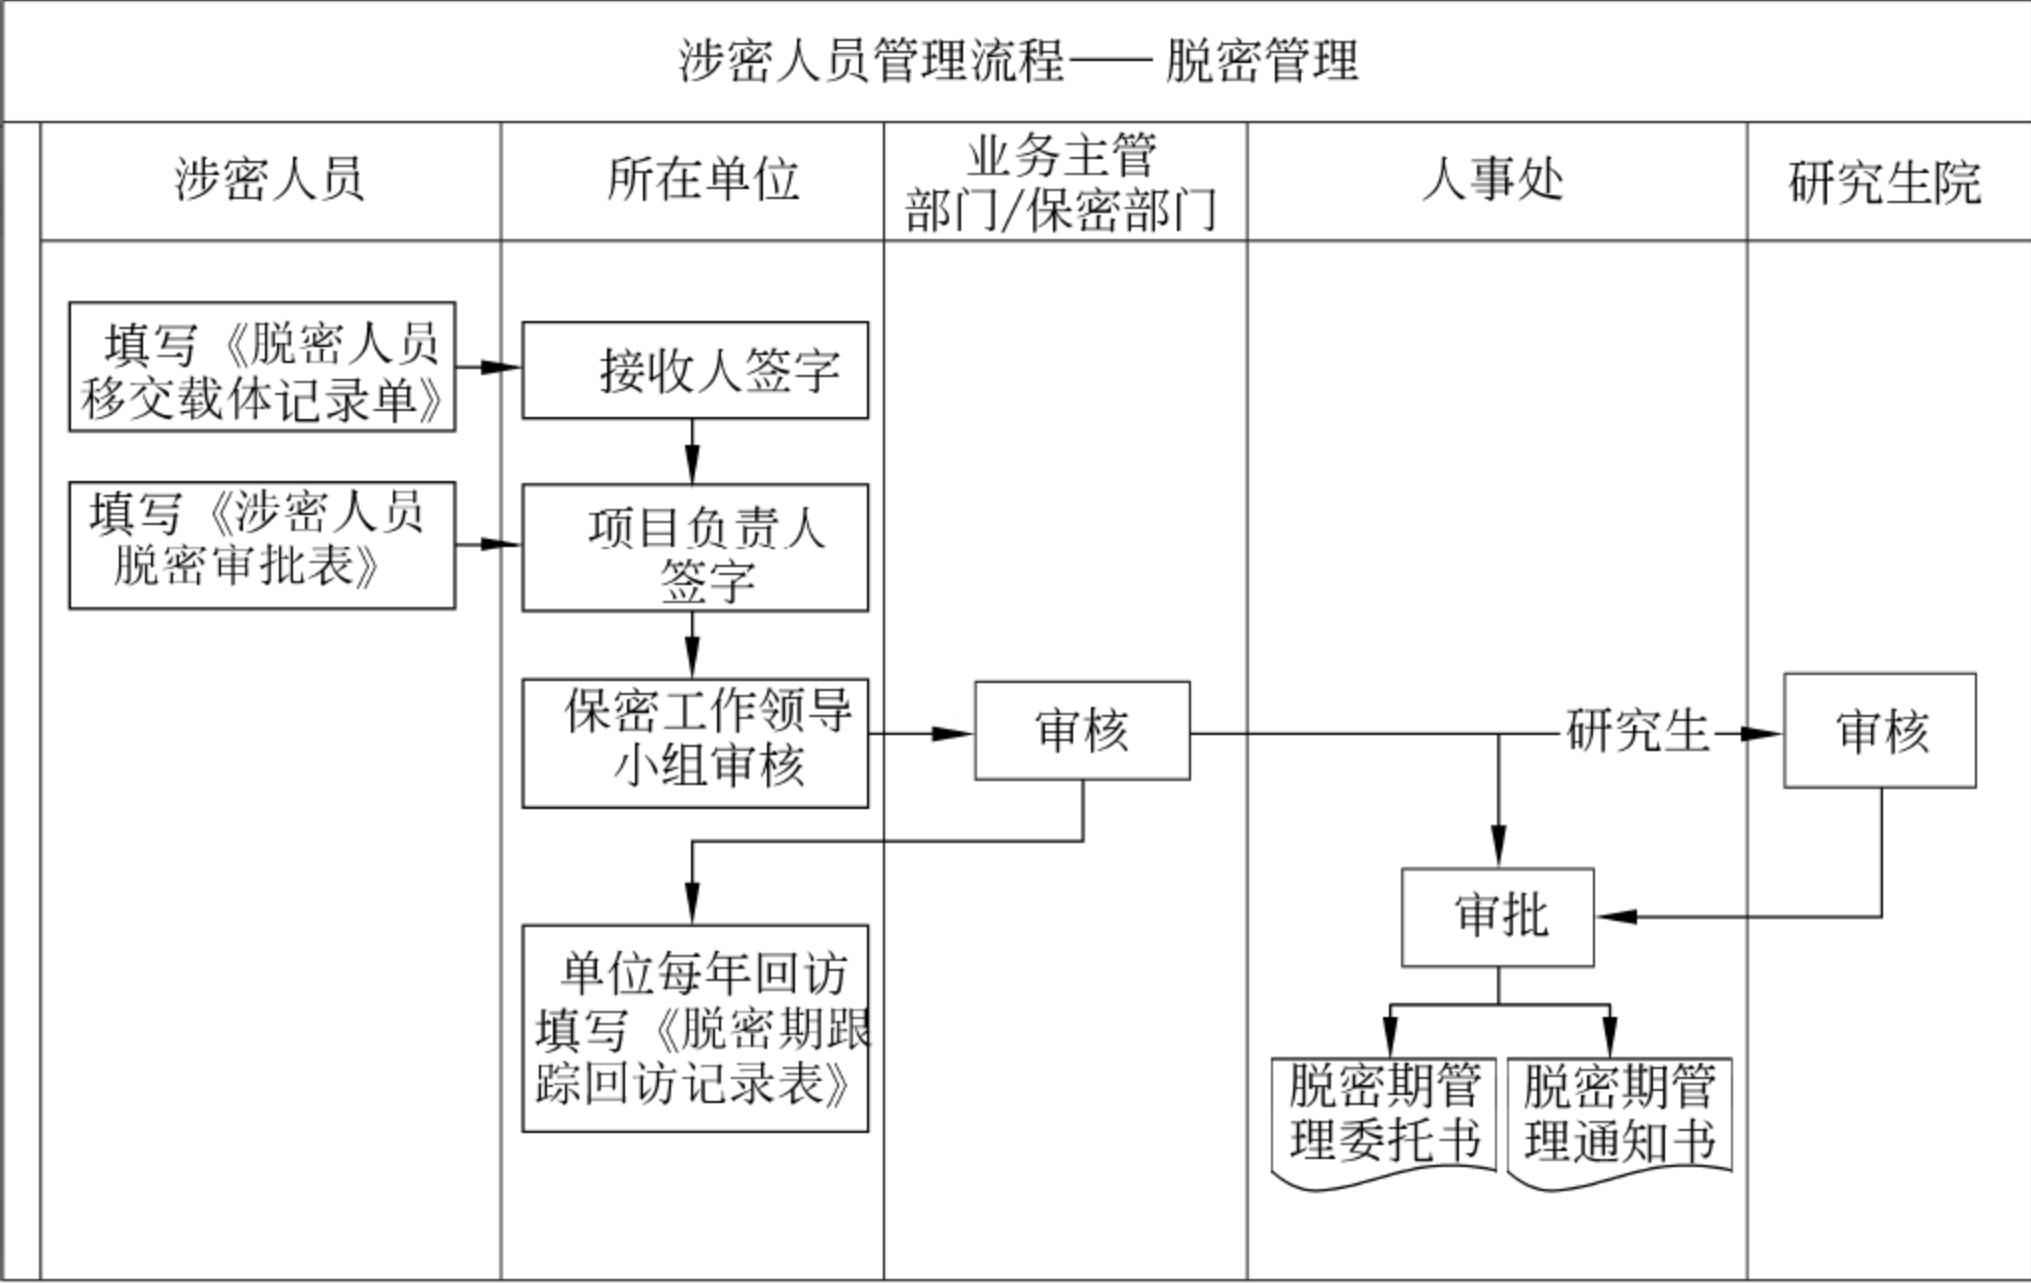 涉密人员管理流程——脱密管理
涉密人员
所在单位
业务主管
部门/保密部门
人事处
研究生院
填写《脱密人员
移交载体记录单》
接收人签字
填写《涉密人员
脱密审批表》
项目负责人
签字
保密工作领导
小组审核
审核
研究生
审核
审批
单位每年回访
填写《脱密期跟
踪回访记录表》
脱密期管
理委托书
脱密期管
理通知书